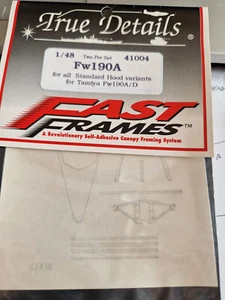 True Details
®
1/48 Two Per Set 41004
Fw190A
for all Standard Hood variants
for Tamiya Fw190A/D
FAST
FRAMES
A Revolutionary Self-Adhesive Canopy Framing System
41004